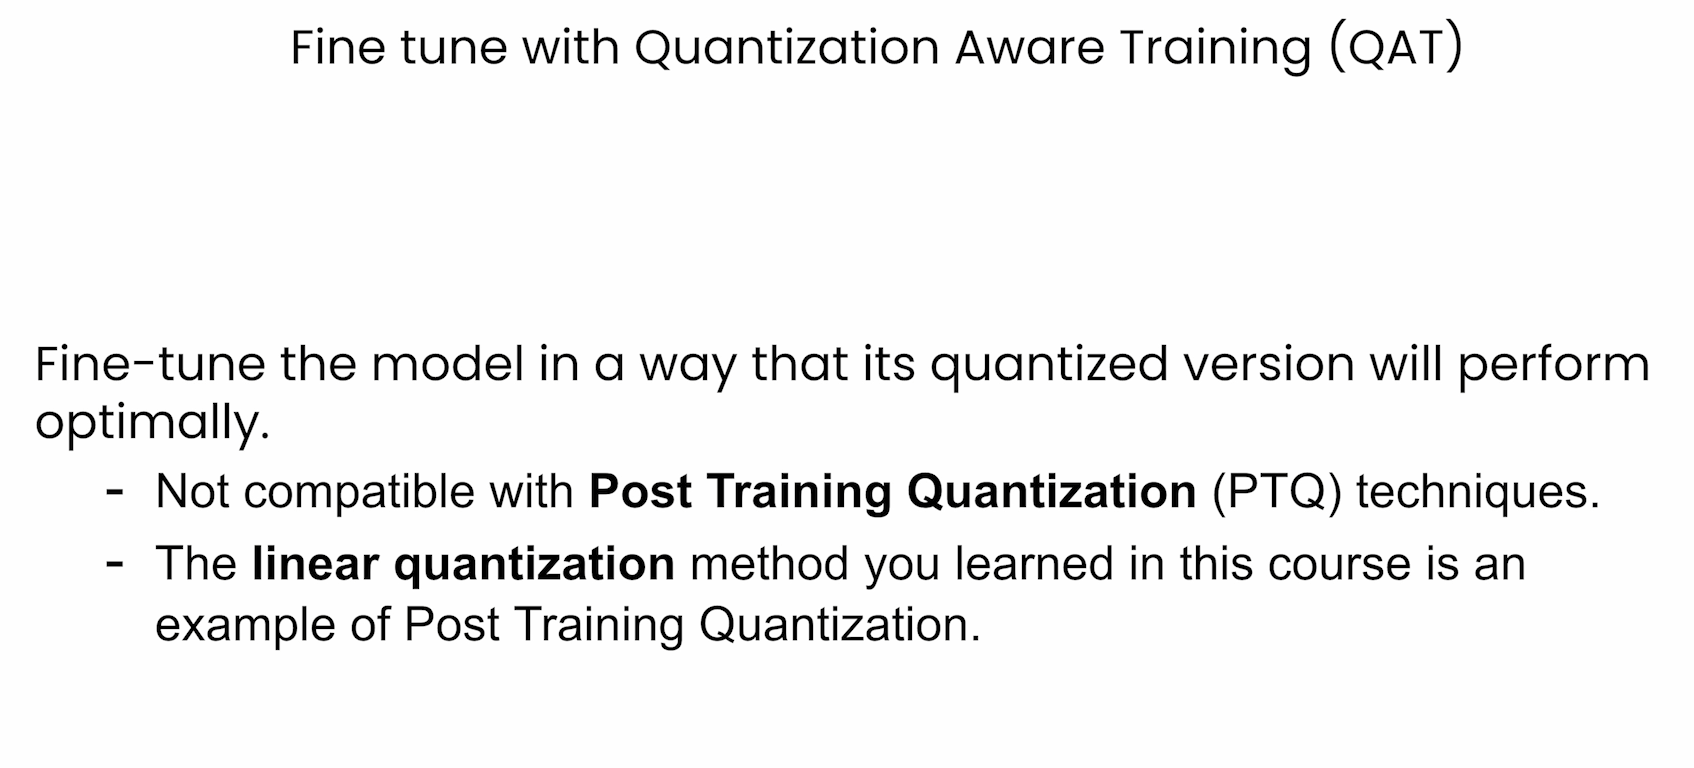 Fine tune with Quantization Aware Training (QAT)
Fine-tune the model in a way that its quantized version will perform
optimally.
- Not compatible with Post Training Quantization (PTQ) techniques.
- The linear quantization method you learned in this course is an
example of Post Training Quantization.